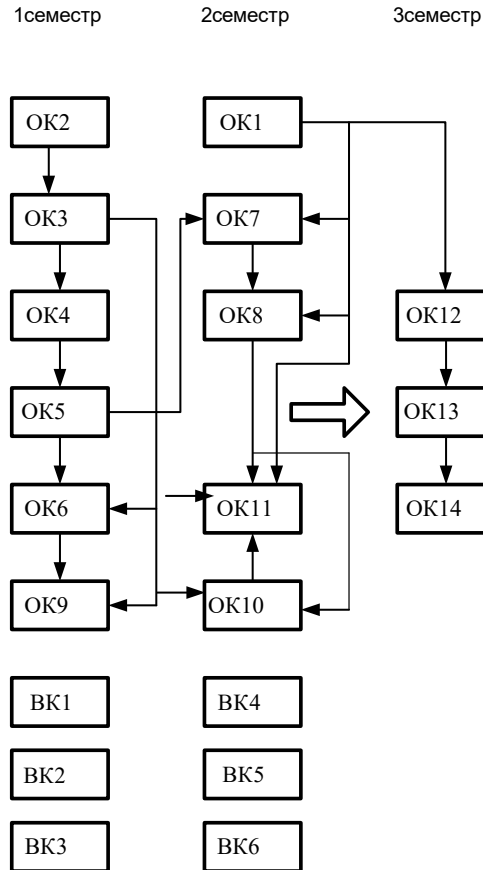 1семестр 2семестр 3семестр
ОК2 ОК1
ОК3 ОК7
ОК4 ОК8 ОК12
ОК5 ОК13
ОК6 ОК11 ОК14
ОК9 ОК10
ВК1 ВК4
ВК2 ВК5
ВК3 ВК6